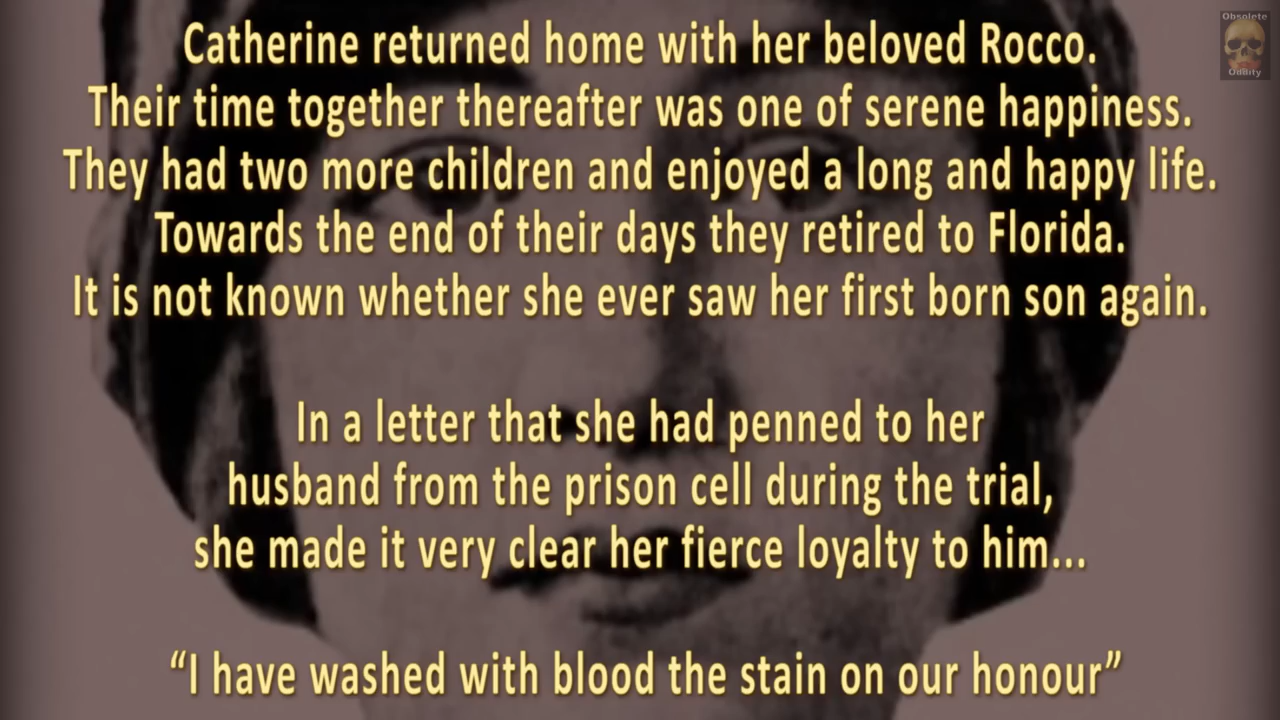 Obsolete
Oddity
Catherine returned home with her beloved Rocco.
Their time together thereafter was one of serene happiness.
They had two more children and enjoyed a long and happy life.
Towards the end of their days they retired to Florida.
It is not known whether she ever saw her first born son again.
In a letter that she had penned to her
husband from the prison cell during the trial,
she made it very clear her fierce loyalty to him...
“I have washed with blood the stain on our honour”